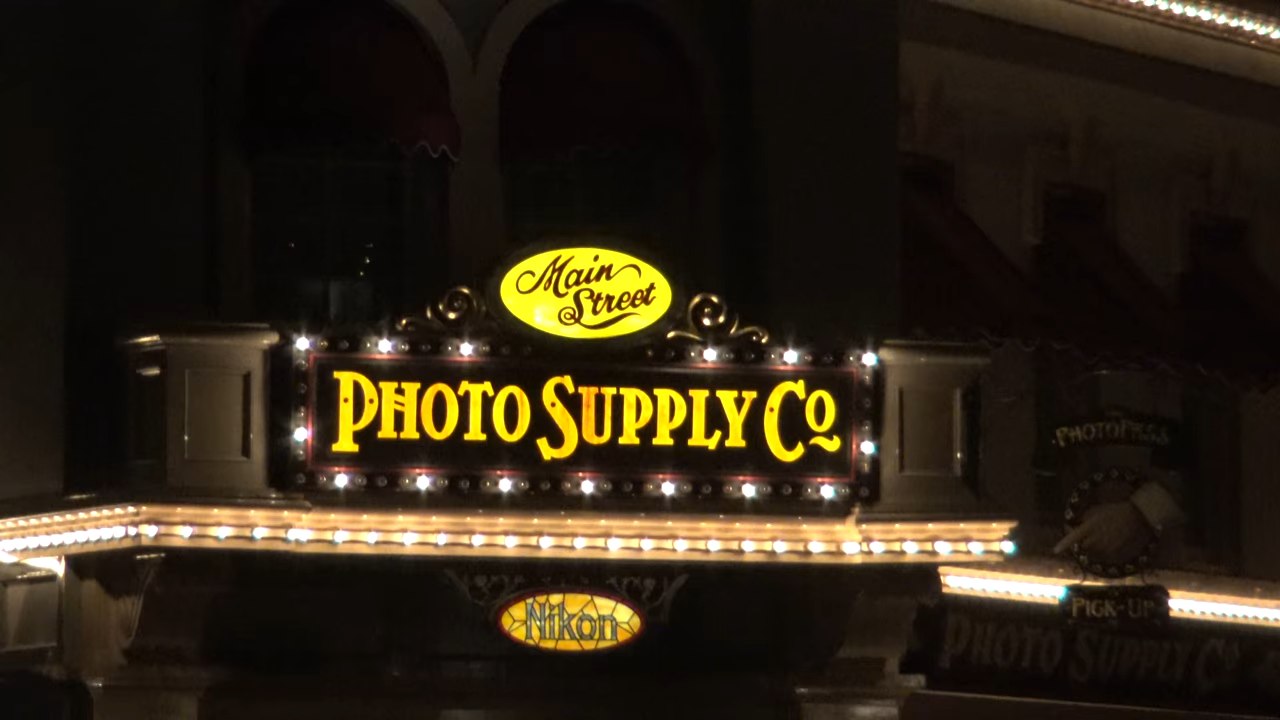 Main
Street
PHOTO SUPPLY CO
Nikon
PHOTOPASS
PICK-UP
PHOTO SUPPLY CO